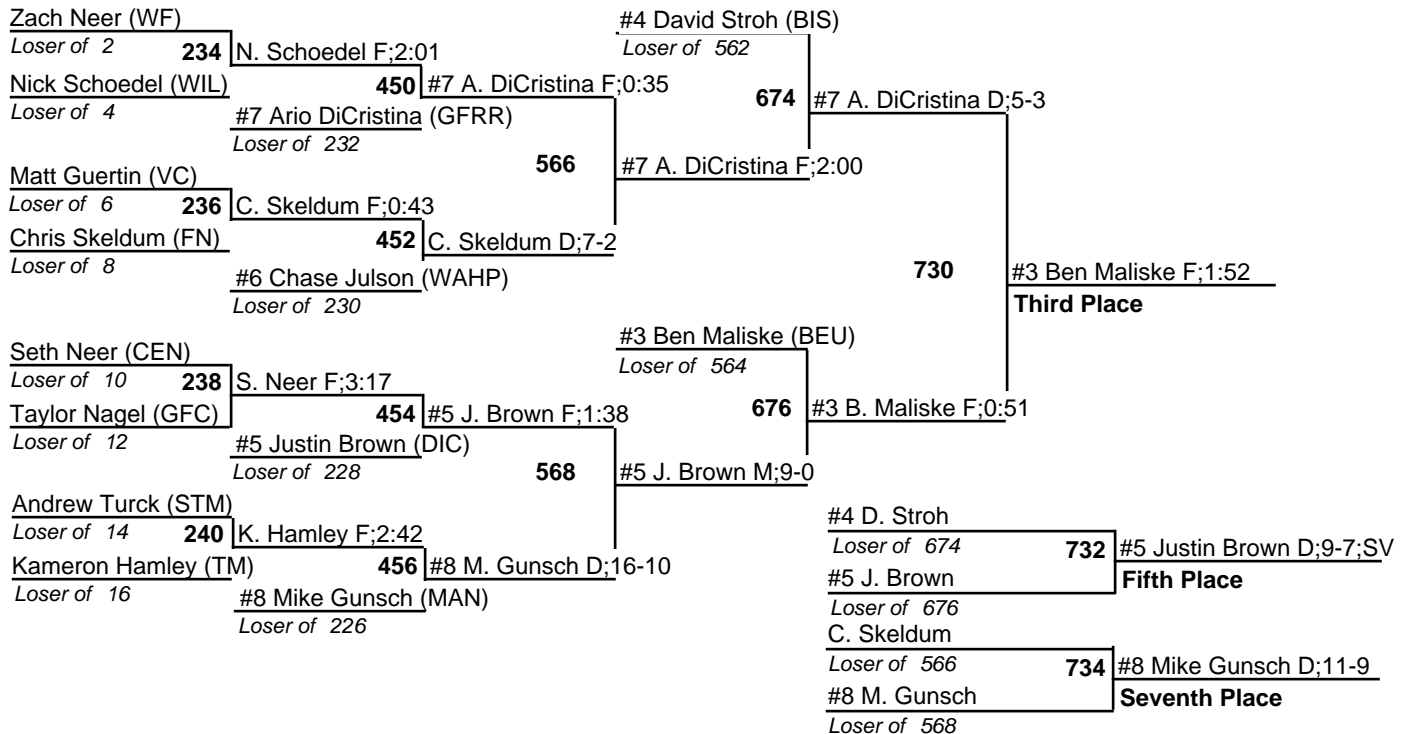 Zach Neer (WF)
Loser of 2
234
N. Schoedel F;2:01
Nick Schoedel (WIL)
Loser of 4
450
#7 A. DiCristina F;0:35
#7 Ario DiCristina (GFRR)
Loser of 232
566
#7 A. DiCristina F;2:00
Matt Guertin (VC)
Loser of 6
236
C. Skeldum F;0:43
Chris Skeldum (FN)
Loser of 8
452
C. Skeldum D;7-2
#6 Chase Julson (WAHP)
Loser of 230
#4 David Stroh (BIS)
Loser of 562
674
#7 A. DiCristina D;5-3
730
#3 Ben Maliske F;1:52
Third Place
Seth Neer (CEN)
Loser of 10
238
S. Neer F;3:17
Taylor Nagel (GFC)
Loser of 12
454
#5 J. Brown F;1:38
#5 Justin Brown (DIC)
Loser of 228
568
#5 J. Brown M;9-0
Andrew Turck (STM)
Loser of 14
240
K. Hamley F;2:42
Kameron Hamley (TM)
Loser of 16
456
#8 M. Gunsch D;16-10
#8 Mike Gunsch (MAN)
Loser of 226
#3 Ben Maliske (BEU)
Loser of 564
676
#3 B. Maliske F;0:51
#4 D. Stroh
Loser of 674
732
#5 Justin Brown D;9-7;SV
Fifth Place
#5 J. Brown
Loser of 676
C. Skeldum
Loser of 566
734
#8 Mike Gunsch D;11-9
Seventh Place
#8 M. Gunsch
Loser of 568